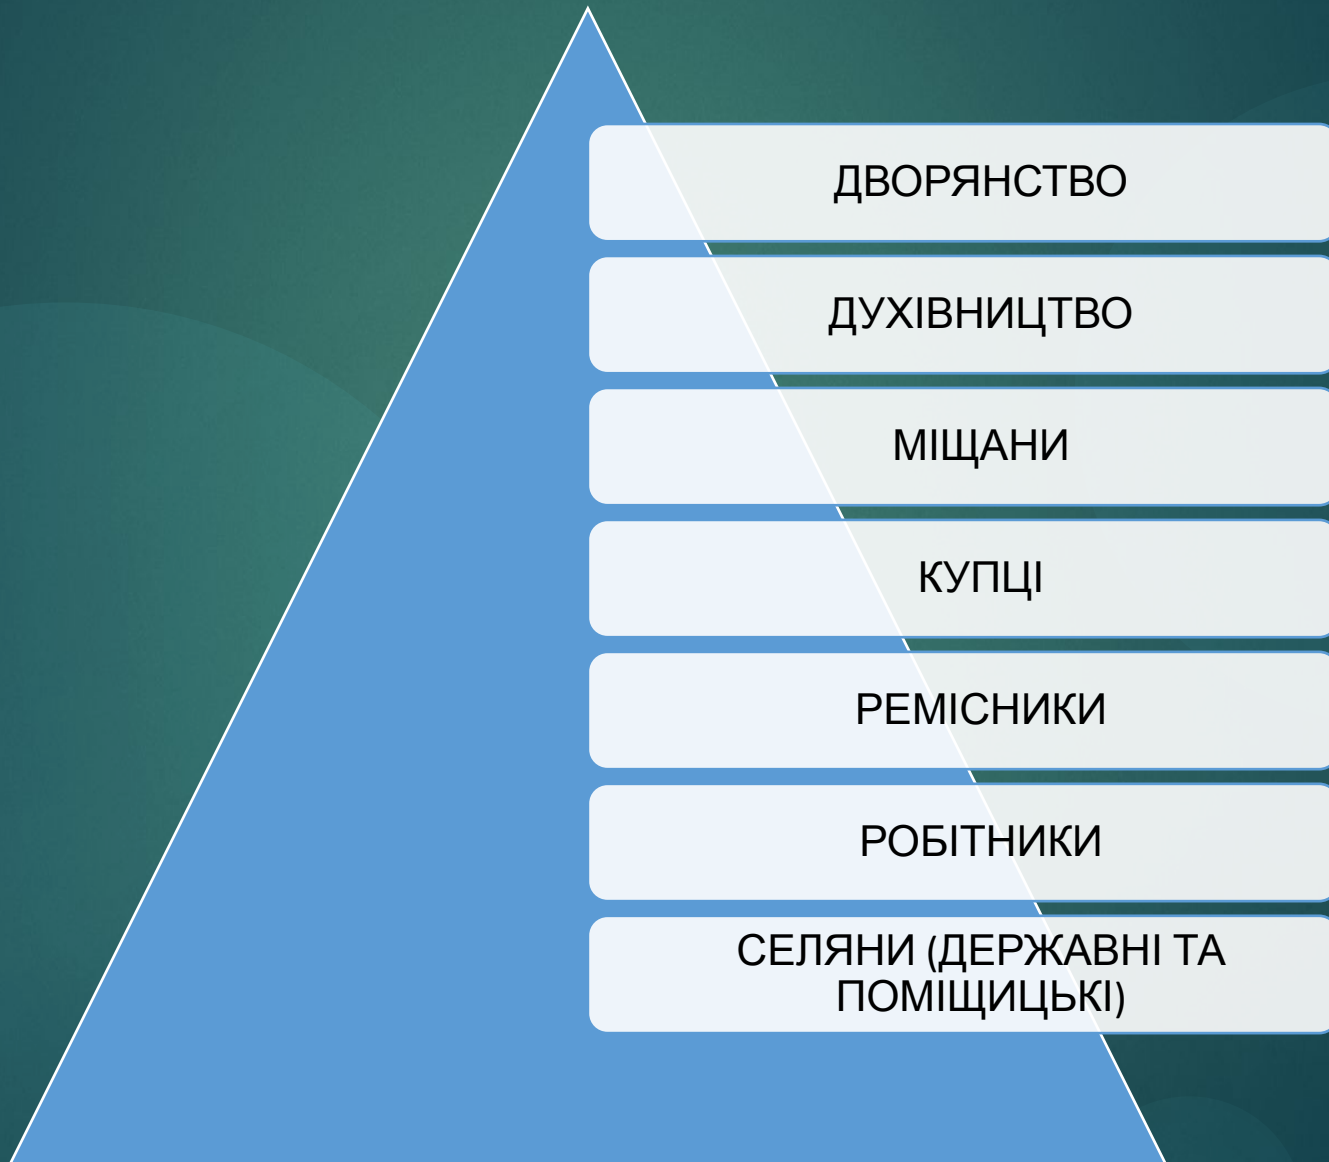 ДВОРЯНСТВО
ДУХІВНИЦТВО
МІЩАНИ
КУПЦІ
РЕМІСНИКИ
РОБІТНИКИ
СЕЛЯНИ (ДЕРЖАВНІ ТА
ПОМІЩИЦЬКІ)